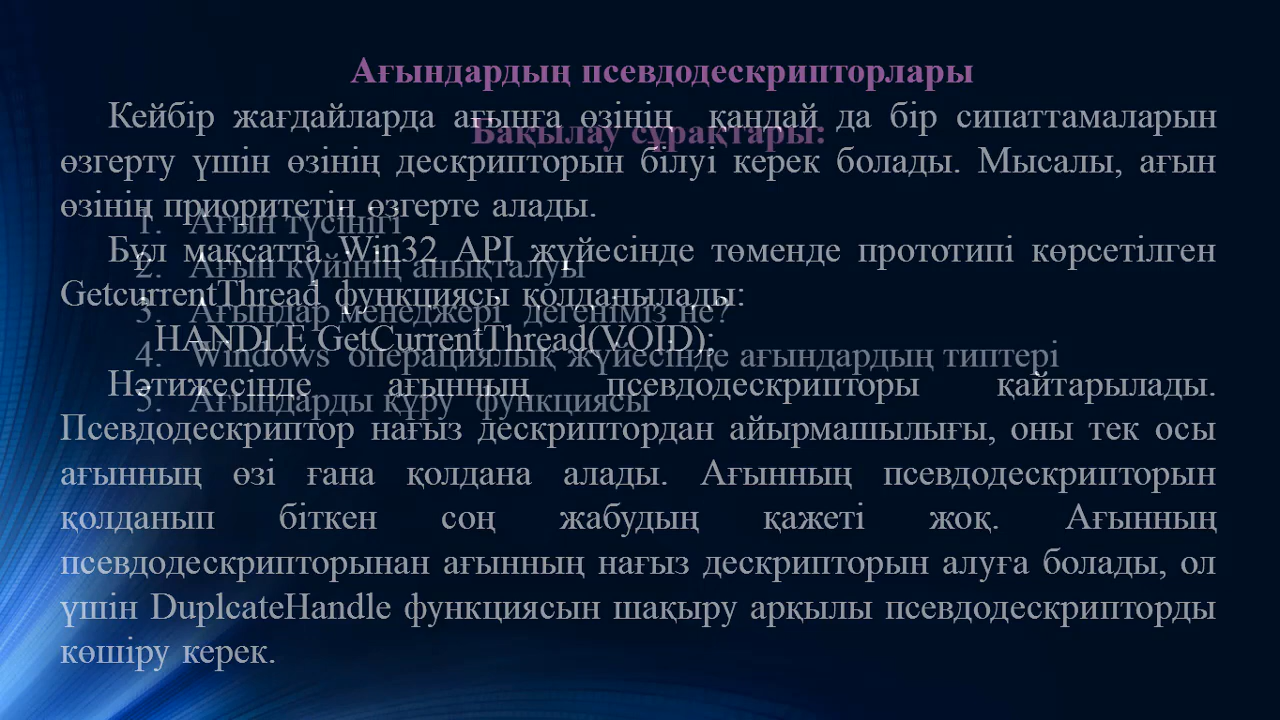 Ағындардың псевдодескрипторлары
Кейбір жағдайларда ағынға өзінің қандай да бір сипаттамаларын
Бақылау сұрақтары:
өзгерту үшін өзінің дескрипторын білуі керек болады. Мысалы, ағын
өзінің приоритетін өзгерте алады.
1. Ағын түсінігі
Бұл мақсатта Win32 API жүйесінде төменде прототипі көрсетілген
2. Ағын күйінің анықталуы
GetcurrentThread функциясы қолданылады:
3. Ағындар менеджері дегеніміз не?
HANDLE GetCurrentThread(VOID);
4. Windows операциялық жүйесінде ағындардың типтері
Нәтижесінде ағынның псевдодескрипторы қайтарылады.
5. Ағындарды құру функциясы
Псевдодескриптор нағыз дескриптордан айырмашылығы, оны тек осы
ағынның өзі ғана қолдана алады. Ағынның псевдодескрипторын
қолданып біткен соң жабудың қажеті жоқ. Ағынның
псевдодескрипторынан ағынның нағыз дескрипторын алуға болады, ол
үшін DuplcateHandle функциясын шақыру арқылы псевдодескрипторды
көшіру керек.